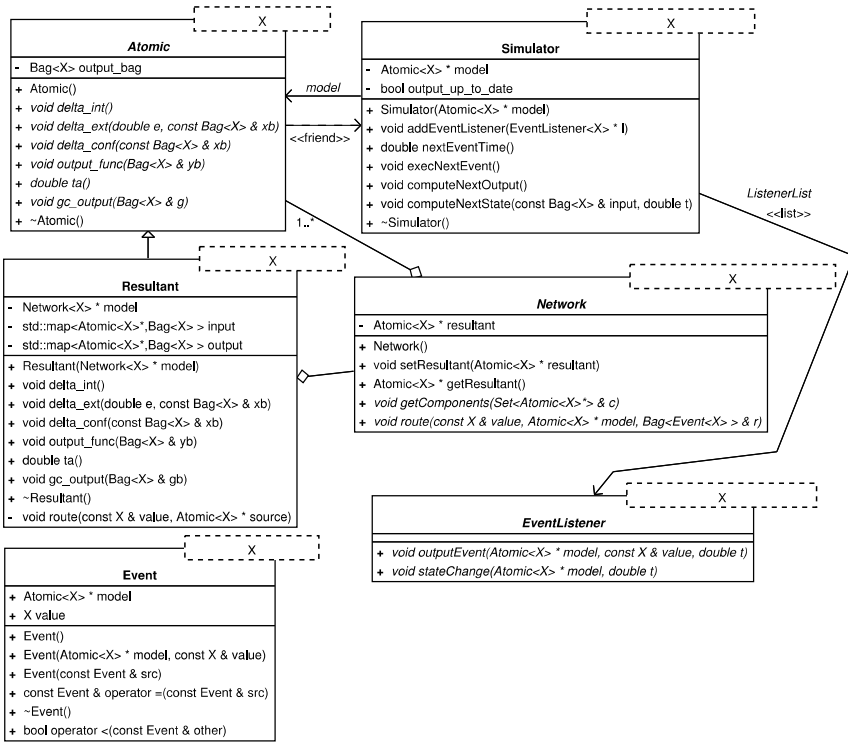 X
Atomic
- Bag<X> output_bag
+ Atomic()
+ void delta_int()
+ void delta_ext(double e, const Bag<X> & xb)
+ void delta_conf(const Bag<X> & xb)
+ void output_func(Bag<X> & yb)
+ double ta()
+ void gc_output(Bag<X> & g)
+ ~Atomic()
model
<<friend>>
X
Simulator
- Atomic<X> * model
- bool output_up_to_date
+ Simulator(Atomic<X> * model)
+ void addEventListener(EventListener<X> * l)
+ double nextEventTime()
+ void execNextEvent()
+ void computeNextOutput()
+ void computeNextState(const Bag<X> & input, double t)
+ ~Simulator()
ListenerList
<<list>>
1..*
X
Resultant
- Network<X> * model
- std::map<Atomic<X>*,Bag<X> > input
- std::map<Atomic<X>*,Bag<X> > output
+ Resultant(Network<X> * model)
+ void delta_int()
+ void delta_ext(double e, const Bag<X> & xb)
+ void delta_conf(const Bag<X> & xb)
+ void output_func(Bag<X> & yb)
+ double ta()
+ void gc_output(Bag<X> & gb)
+ ~Resultant()
- void route(const X & value, Atomic<X> * source)
X
Network
- Atomic<X> * resultant
+ Network()
+ void setResultant(Atomic<X> * resultant)
+ Atomic<X> * getResultant()
+ void getComponents(Set<Atomic<X>*> & c)
+ void route(const X & value, Atomic<X> * model, Bag<Event<X> > & r)
X
EventListener
+ void outputEvent(Atomic<X> * model, const X & value, double t)
+ void stateChange(Atomic<X> * model, double t)
X
Event
+ Atomic<X> * model
+ X value
+ Event()
+ Event(Atomic<X> * model, const X & value)
+ Event(const Event & src)
+ const Event & operator =(const Event & src)
+ ~Event()
+ bool operator <(const Event & other)